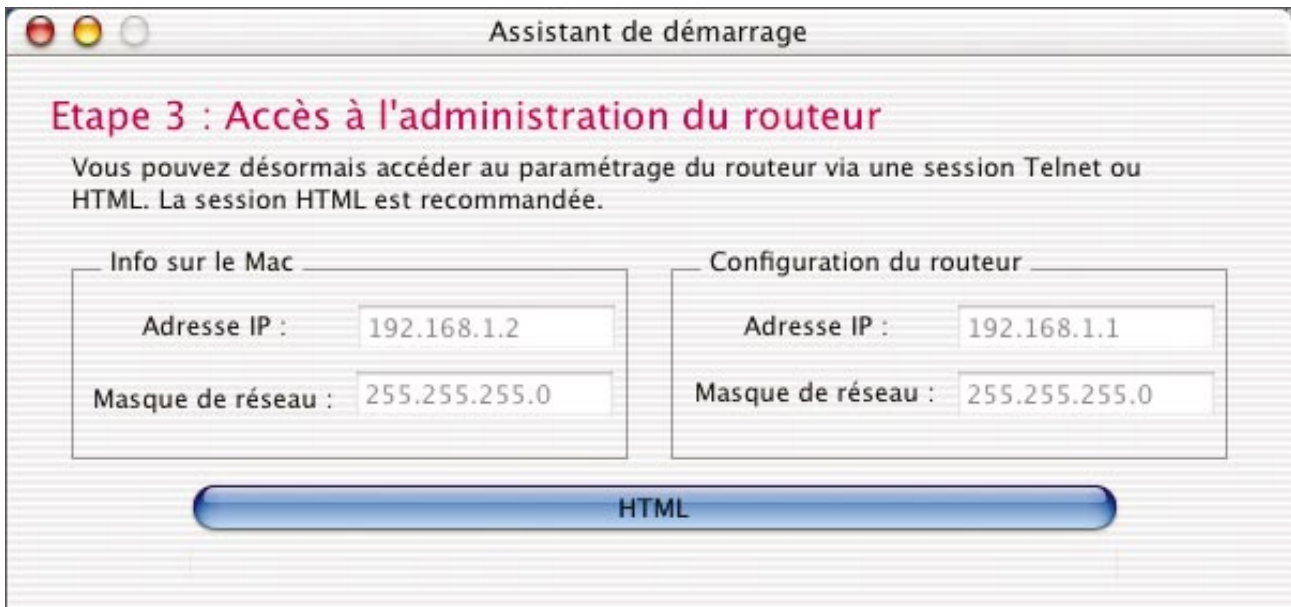 Assistant de démarrage
Etape 3 : Accès à l'administration du routeur
Vous pouvez désormais accéder au paramétrage du routeur via une session Telnet ou
HTML. La session HTML est recommandée.
Info sur le Mac
Adresse IP : 192.168.1.2
Masque de réseau : 255.255.255.0
Configuration du routeur
Adresse IP : 192.168.1.1
Masque de réseau : 255.255.255.0
HTML